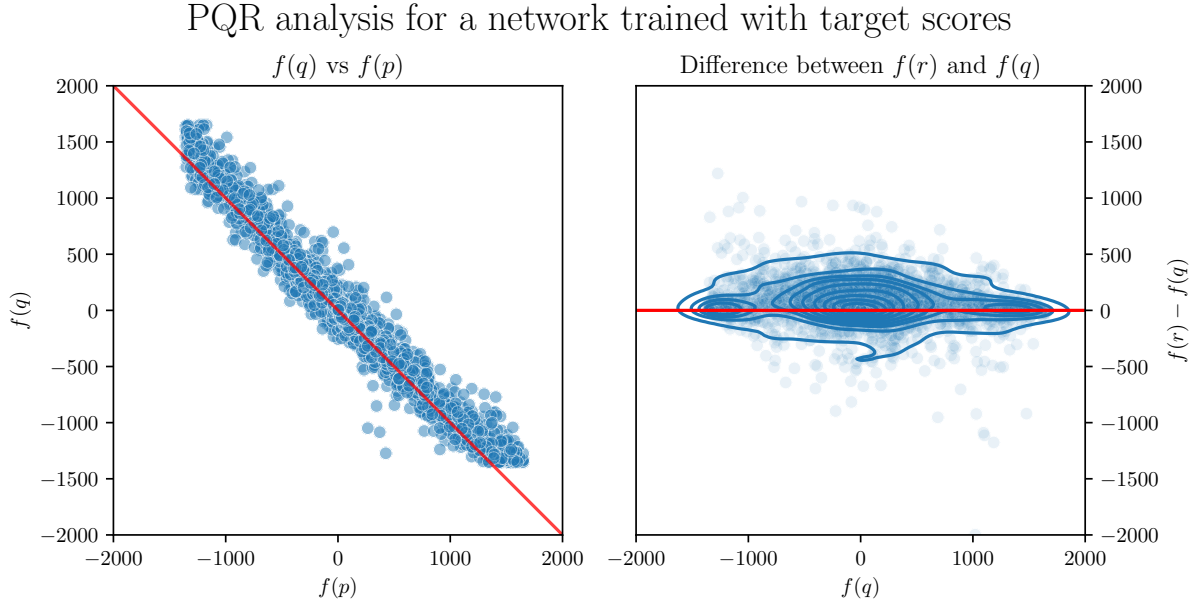 PQR analysis for a network trained with target scores
f(q) vs f(p)
Difference between f(r) and f(q)
2000
1500
1000
500
0
−500
−1000
−1500
−2000
f(q)
−2000 −1000 0 1000 2000
f(p)
2000
1500
1000
500
0
−500
−1000
−1500
−2000
f(r) − f(q)
−2000 −1000 0 1000 2000
f(q)